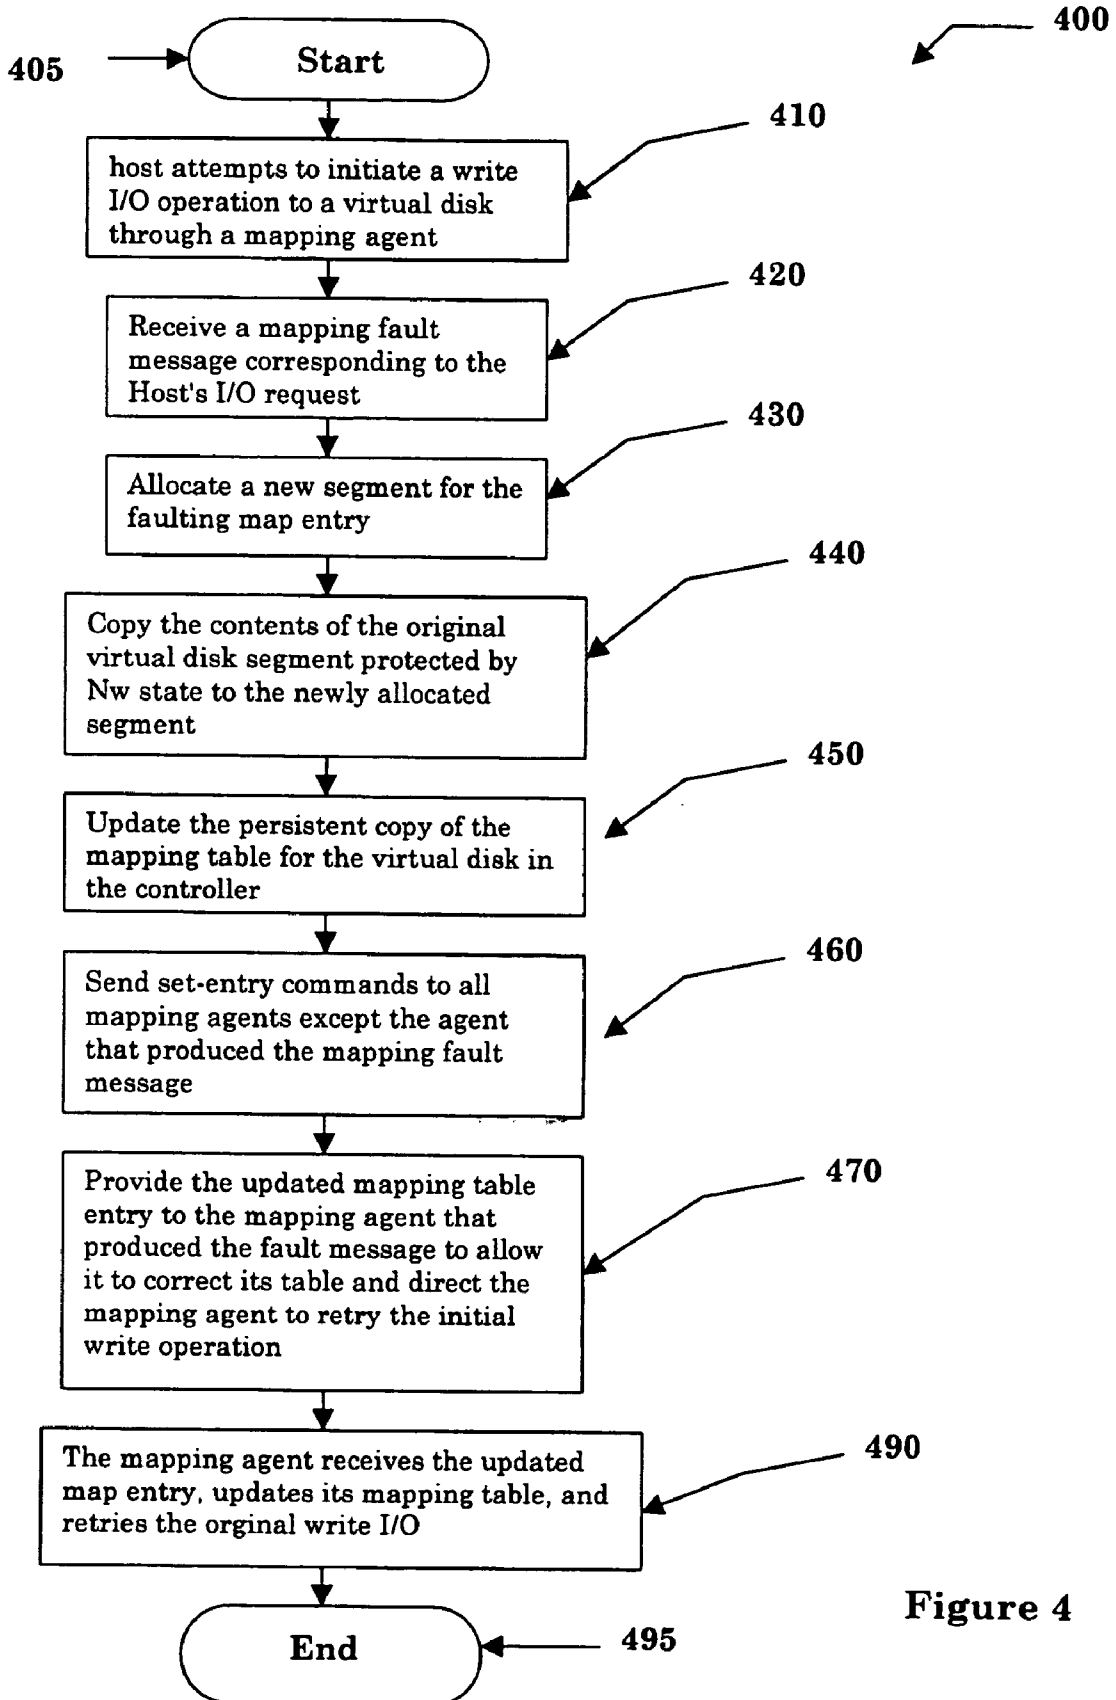 400
405
Start
410
host attempts to initiate a write
I/O operation to a virtual disk
through a mapping agent
420
Receive a mapping fault
message corresponding to the
Host's I/O request
430
Allocate a new segment for the
faulting map entry
440
Copy the contents of the original
virtual disk segment protected by
Nw state to the newly allocated
segment
450
Update the persistent copy of the
mapping table for the virtual disk in
the controller
460
Send set-entry commands to all
mapping agents except the agent
that produced the mapping fault
message
470
Provide the updated mapping table
entry to the mapping agent that
produced the fault message to allow
it to correct its table and direct the
mapping agent to retry the initial
write operation
490
The mapping agent receives the updated
map entry, updates its mapping table, and
retries the orginal write I/O
Figure 4
End
495